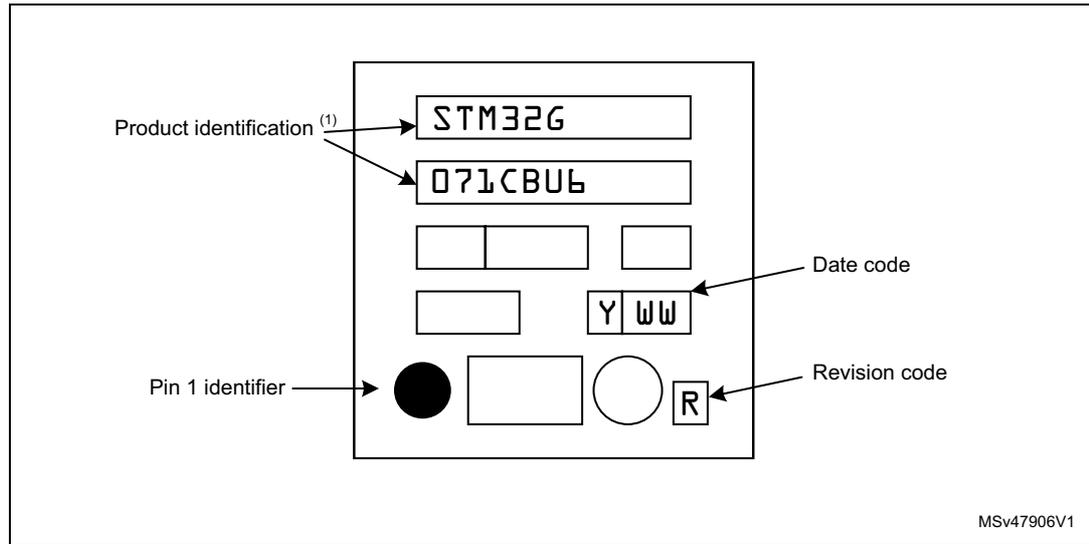 Product identification (1)
STM32G
071CBU6
Date code
Y WW
Pin 1 identifier
Revision code
R
MSv47906V1